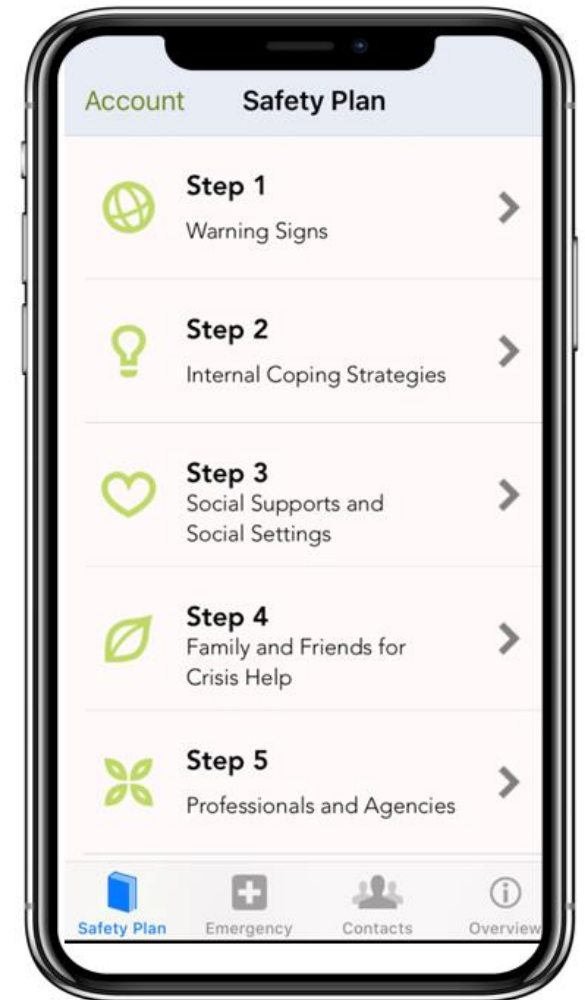 Account Safety Plan
Step 1
Warning Signs
Step 2
Internal Coping Strategies
Step 3
Social Supports and
Social Settings
Step 4
Family and Friends for
Crisis Help
Step 5
Professionals and Agencies
Safety Plan Emergency Contacts Overview